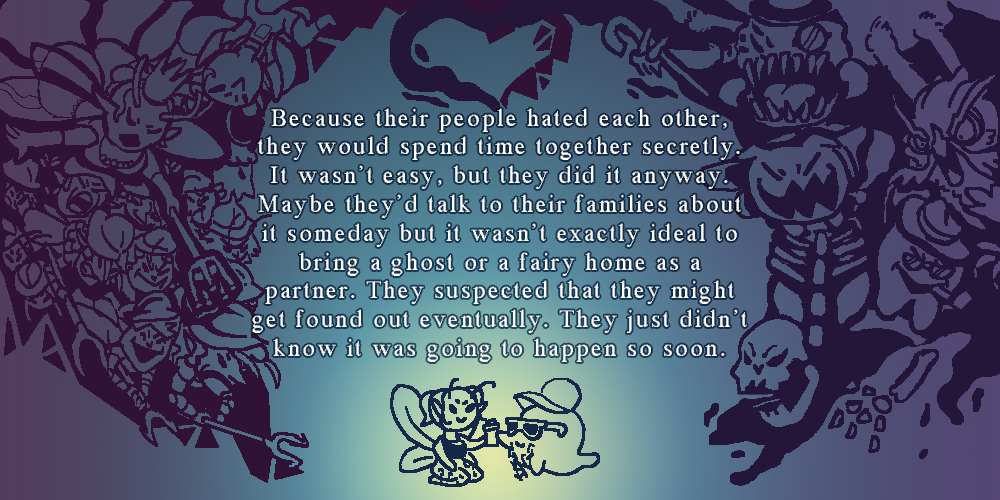 Because their people hated each other,
they would spend time together secretly.
It wasn't easy, but they did it anyway.
Maybe they'd talk to their families about
it someday but it wasn't exactly ideal to
bring a ghost or a fairy home as a
partner. They suspected that they might
get found out eventually. They just didn't
know it was going to happen so soon.